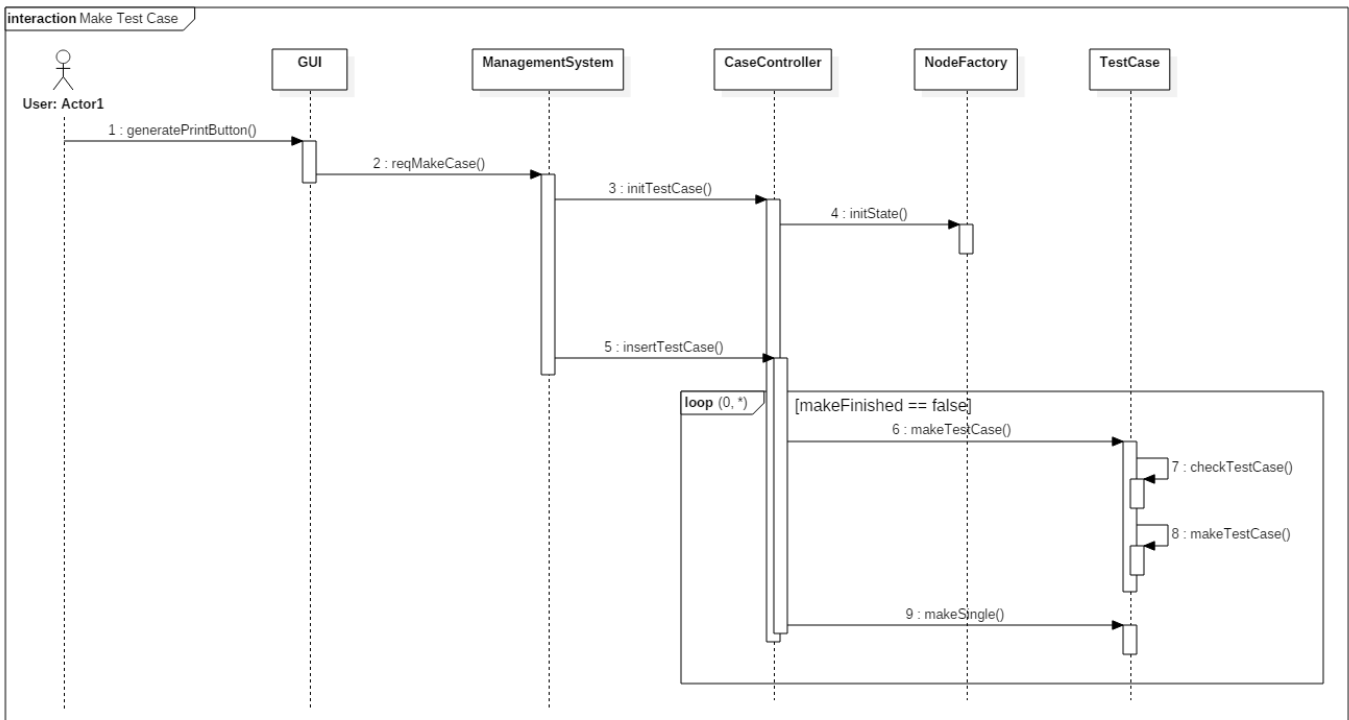 interaction Make Test Case
GUI
ManagementSystem
CaseController
NodeFactory
TestCase
User: Actor1
1 : generatePrintButton()
2 : reqMakeCase()
3 : initTestCase()
4 : initState()
5 : insertTestCase()
loop (0, *)
[makeFinished == false]
6 : makeTestCase()
7 : checkTestCase()
8 : makeTestCase()
9 : makeSingle()